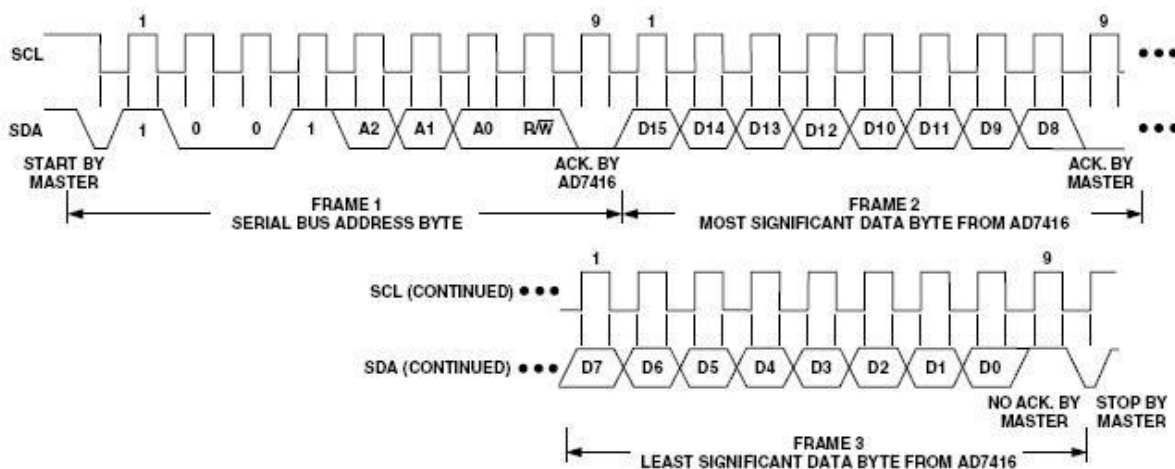 1 9 1 9
SCL
SDA 1 0 0 1 A2 A1 A0 R/W D15 D14 D13 D12 D10 D11 D9 D8
START BY MASTER
ACK. BY AD7416
ACK. BY MASTER
FRAME 1
SERIAL BUS ADDRESS BYTE
FRAME 2
MOST SIGNIFICANT DATA BYTE FROM AD7416
1 9
SCL (CONTINUED)
SDA (CONTINUED) D7 D6 D5 D4 D3 D2 D1 D0
NO ACK. BY MASTER
STOP BY MASTER
FRAME 3
LEAST SIGNIFICANT DATA BYTE FROM AD7416